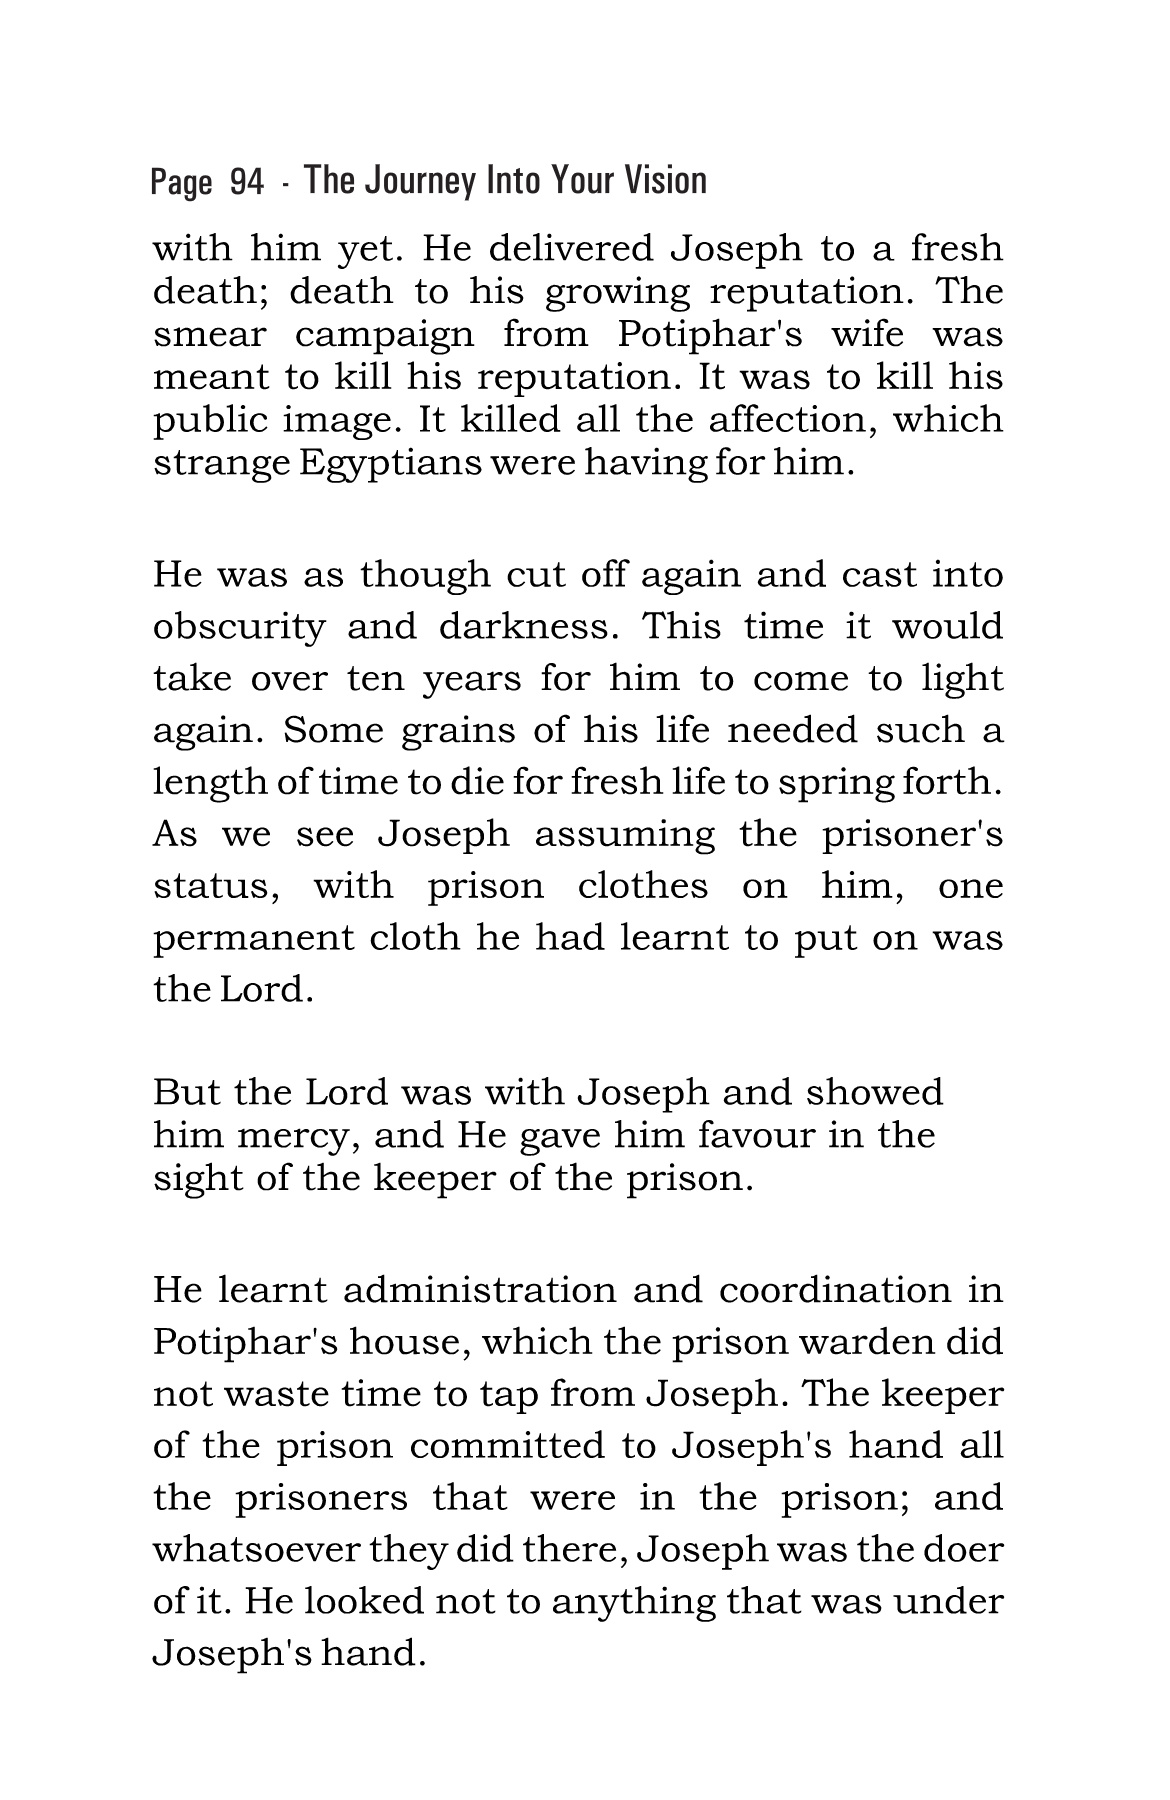 Page 94 - The Journey Into Your Vision
with him yet. He delivered Joseph to a fresh
death; death to his growing reputation. The
smear campaign from Potiphar's wife was
meant to kill his reputation. It was to kill his
public image. It killed all the affection, which
strange Egyptians were having for him.
He was as though cut off again and cast into
obscurity and darkness. This time it would
take over ten years for him to come to light
again. Some grains of his life needed such a
length of time to die for fresh life to spring forth.
As we see Joseph assuming the prisoner's
status, with prison clothes on him, one
permanent cloth he had learnt to put on was
the Lord.
But the Lord was with Joseph and showed
him mercy, and He gave him favour in the
sight of the keeper of the prison.
He learnt administration and coordination in
Potiphar's house, which the prison warden did
not waste time to tap from Joseph. The keeper
of the prison committed to Joseph's hand all
the prisoners that were in the prison; and
whatsoever they did there, Joseph was the doer
of it. He looked not to anything that was under
Joseph's hand.